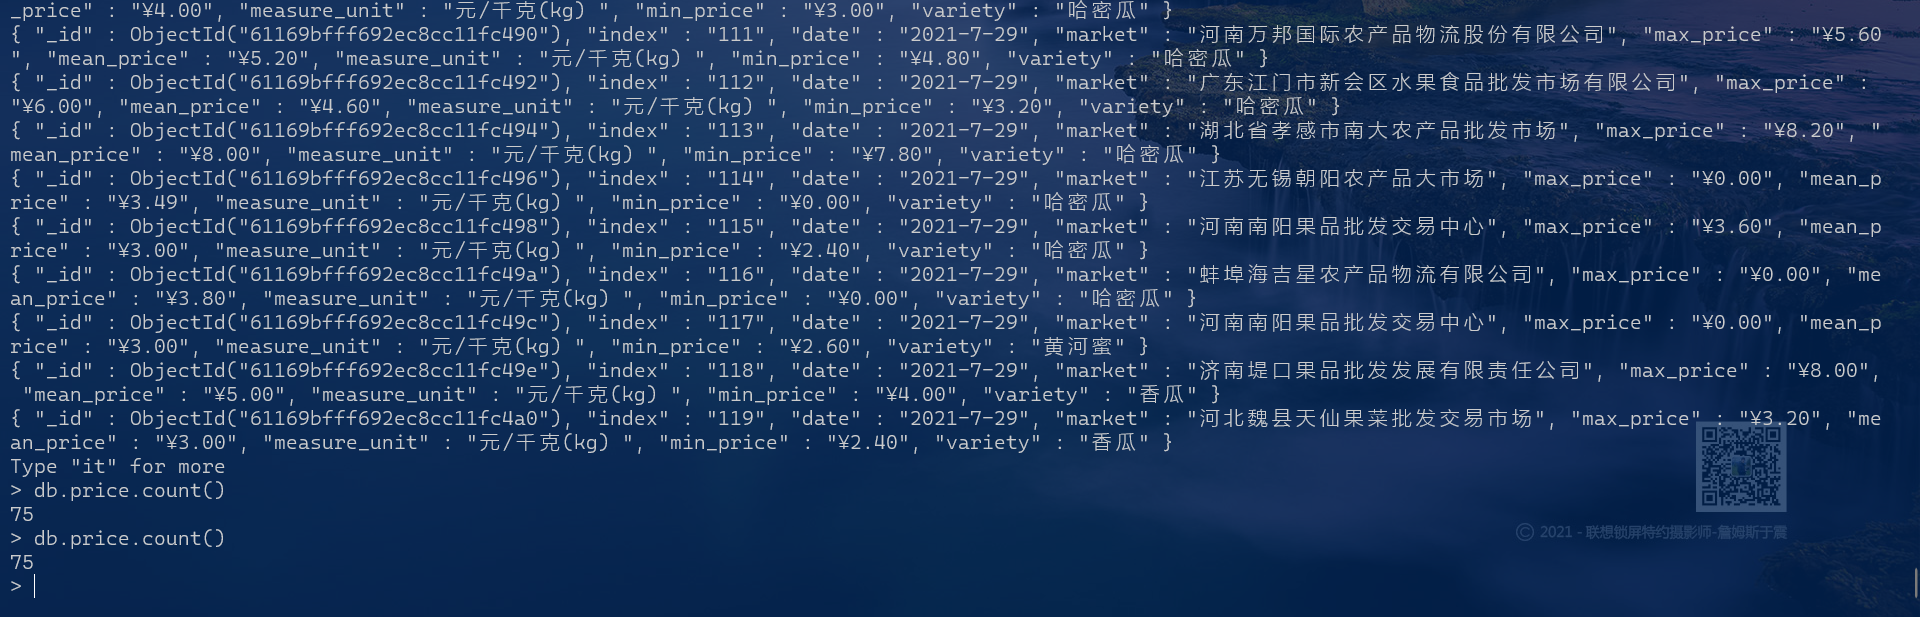 _price" : "¥4.00", "measure_unit" : "元/千克(kg) ", "min_price" : "¥3.00", "variety" : "哈密瓜" }
{ "_id" : ObjectId("61169bfff692ec8cc11fc490"), "index" : "111", "date" : "2021-7-29", "market" : "河南万邦国际农产品物流股份有限公司", "max_price" : "¥5.60
", "mean_price" : "¥5.20", "measure_unit" : "元/千克(kg) ", "min_price" : "¥4.80", "variety" : "哈密瓜" }
{ "_id" : ObjectId("61169bfff692ec8cc11fc492"), "index" : "112", "date" : "2021-7-29", "market" : "广东江门市新会区水果食品批发市场有限公司", "max_price" :
"¥6.00", "mean_price" : "¥4.60", "measure_unit" : "元/千克(kg) ", "min_price" : "¥3.20", "variety" : "哈密瓜" }
{ "_id" : ObjectId("61169bfff692ec8cc11fc494"), "index" : "113", "date" : "2021-7-29", "market" : "湖北省孝感市南大农产品批发市场", "max_price" : "¥8.20", "
mean_price" : "¥8.00", "measure_unit" : "元/千克(kg) ", "min_price" : "¥7.80", "variety" : "哈密瓜" }
{ "_id" : ObjectId("61169bfff692ec8cc11fc496"), "index" : "114", "date" : "2021-7-29", "market" : "江苏无锡朝阳农产品大市场", "max_price" : "¥0.00", "mean_p
rice" : "¥3.49", "measure_unit" : "元/千克(kg) ", "min_price" : "¥0.00", "variety" : "哈密瓜" }
{ "_id" : ObjectId("61169bfff692ec8cc11fc498"), "index" : "115", "date" : "2021-7-29", "market" : "河南南阳果品批发交易中心", "max_price" : "¥3.60", "mean_p
rice" : "¥3.00", "measure_unit" : "元/千克(kg) ", "min_price" : "¥2.40", "variety" : "哈密瓜" }
{ "_id" : ObjectId("61169bfff692ec8cc11fc49a"), "index" : "116", "date" : "2021-7-29", "market" : "蚌埠海吉星农产品物流有限公司", "max_price" : "¥0.00", "me
an_price" : "¥3.80", "measure_unit" : "元/千克(kg) ", "min_price" : "¥0.00", "variety" : "哈密瓜" }
{ "_id" : ObjectId("61169bfff692ec8cc11fc49c"), "index" : "117", "date" : "2021-7-29", "market" : "河南南阳果品批发交易中心", "max_price" : "¥0.00", "mean_p
rice" : "¥3.00", "measure_unit" : "元/千克(kg) ", "min_price" : "¥2.60", "variety" : "黄河蜜" }
{ "_id" : ObjectId("61169bfff692ec8cc11fc49e"), "index" : "118", "date" : "2021-7-29", "market" : "济南堤口果品批发发展有限责任公司", "max_price" : "¥8.00",
 "mean_price" : "¥5.00", "measure_unit" : "元/千克(kg) ", "min_price" : "¥4.00", "variety" : "香瓜" }
{ "_id" : ObjectId("61169bfff692ec8cc11fc4a0"), "index" : "119", "date" : "2021-7-29", "market" : "河北魏县天仙果菜批发交易市场", "max_price" : "¥3.20", "me
an_price" : "¥3.00", "measure_unit" : "元/千克(kg) ", "min_price" : "¥2.40", "variety" : "香瓜" }
Type "it" for more
> db.price.count()
75
> db.price.count()
75
>
© 2021 - 联想锁屏特约摄影师-詹姆斯于震